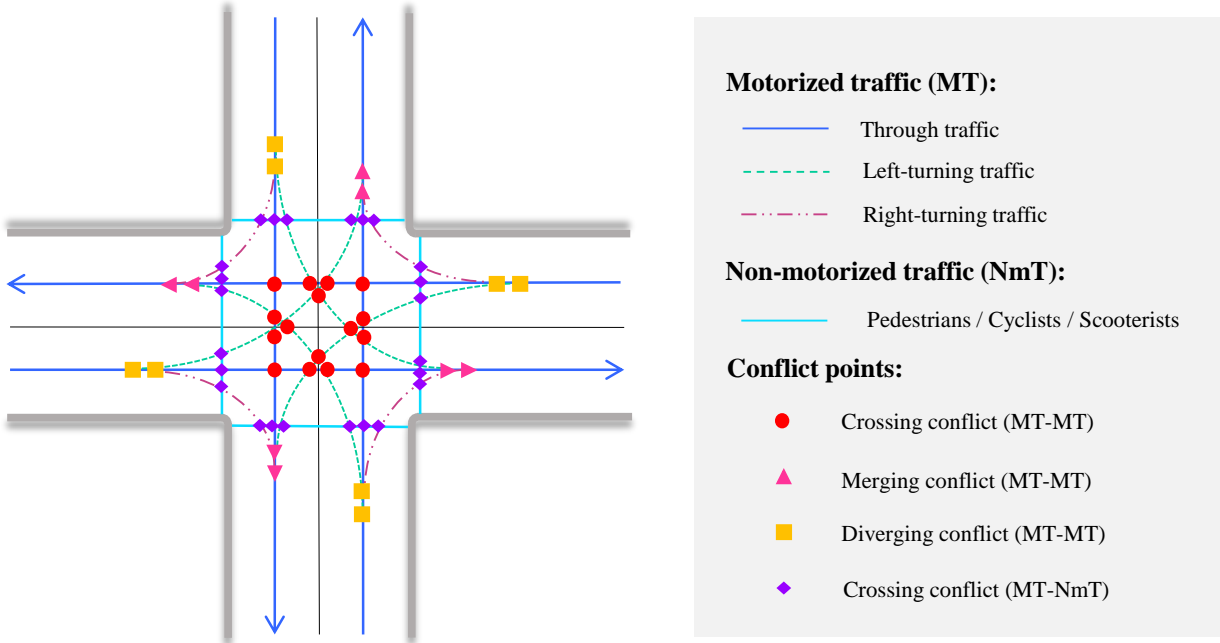 Motorized traffic (MT):
Through traffic
Left-turning traffic
Right-turning traffic
Non-motorized traffic (NmT):
Pedestrians / Cyclists / Scooterists
Conflict points:
Crossing conflict (MT-MT)
Merging conflict (MT-MT)
Diverging conflict (MT-MT)
Crossing conflict (MT-NmT)